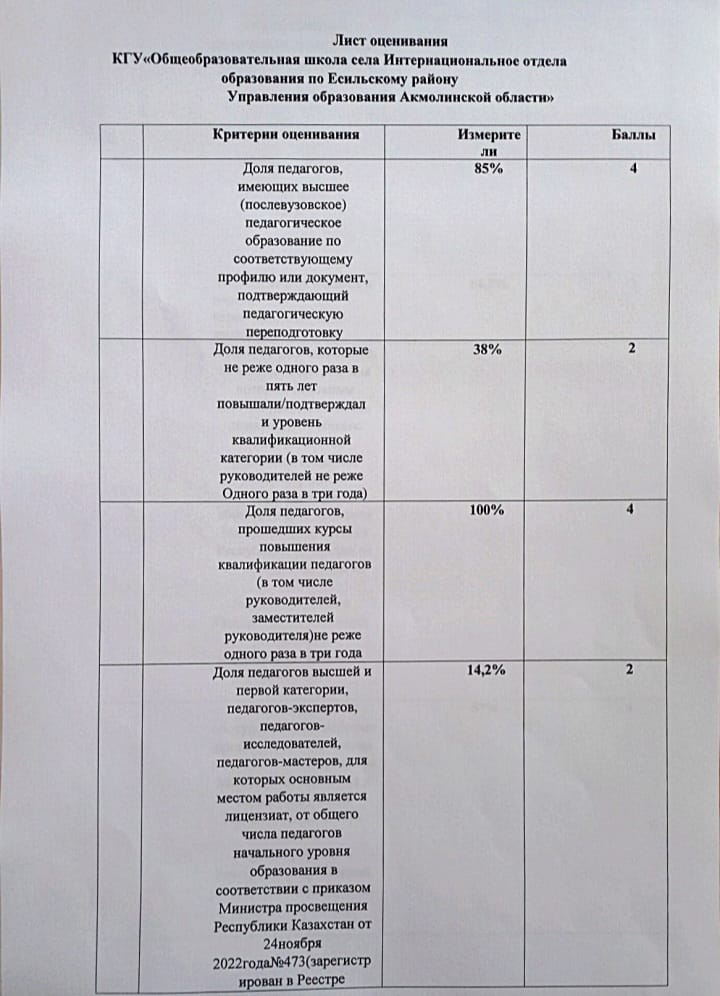 Лист оценивания
КГУ«Общеобразовательная школа села Интернациональное отдела
образования по Есильскому району
Управления образования Акмолинской области»
Критерии оценивания
Измерите
ли
Баллы
Доля педагогов,
имеющих высшее
(послевузовское)
педагогическое
образование по
соответствующему
профилю или документ,
подтверждающий
педагогическую
переподготовку
85%
4
Доля педагогов, которые
не реже одного раза в
пять лет
повышали/подтверждал
и уровень
квалификационной
категории (в том числе
руководителей не реже
Одного раза в три года)
38%
2
Доля педагогов,
прошедших курсы
повышения
квалификации педагогов
(в том числе
руководителей,
заместителей
руководителя)не реже
одного раза в три года
100%
4
Доля педагогов высшей и
первой категории,
педагогов-экспертов,
педагогов-
исследователей,
педагогов-мастеров, для
которых основным
местом работы является
лицензиат, от общего
числа педагогов
начального уровня
образования в
соответствии с приказом
Министра просвещения
Республики Казахстан от
24ноября
2022года№473(зарегистр
ирован в Реестре
14,2%
2